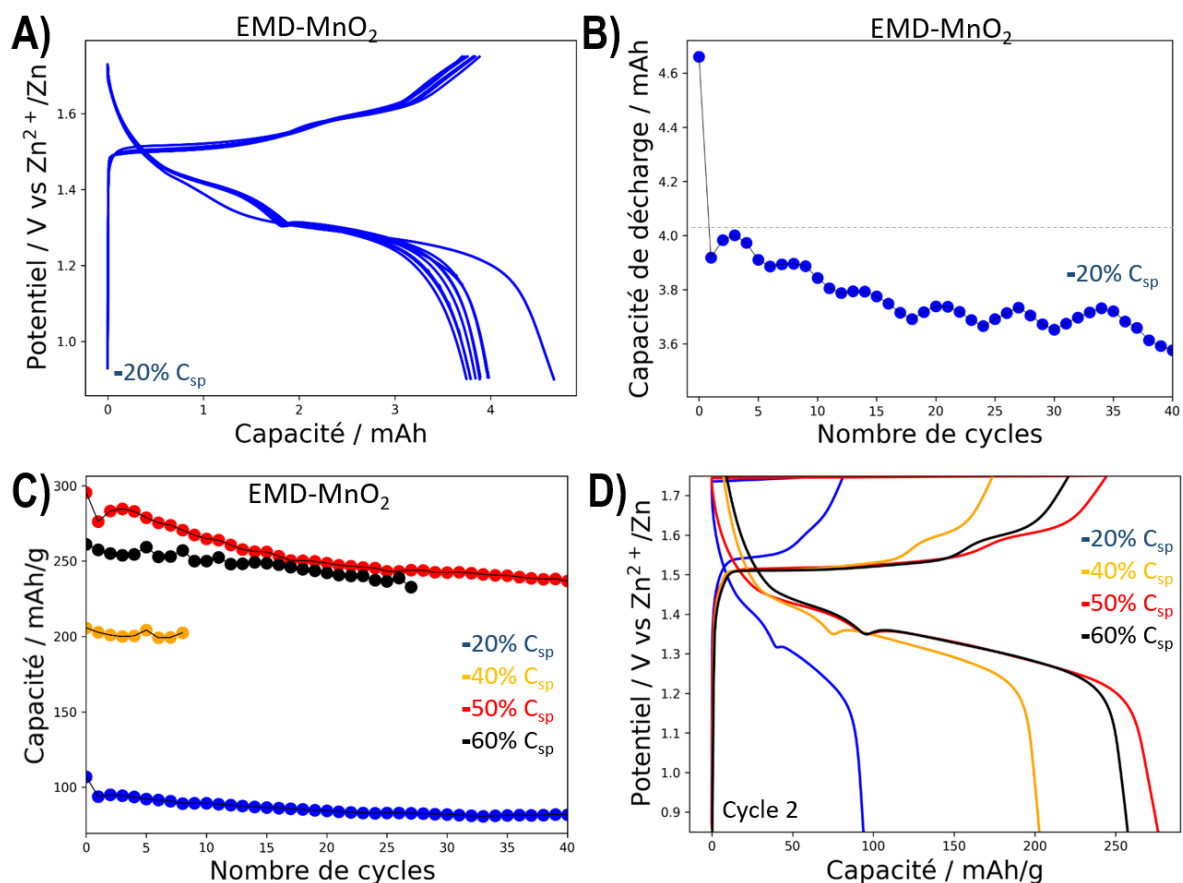 A)
EMD-MnO₂
Potentiel / V vs Zn²⁺/Zn
1.6
1.4
1.2
1.0
-20% Csp
0
1
2
3
4
Capacité / mAh
B)
EMD-MnO₂
Capacité de décharge / mAh
4.6
4.4
4.2
4.0
3.8
3.6
-20% Csp
0
5
10
15
20
25
30
35
40
Nombre de cycles
C)
EMD-MnO₂
Capacité / mAh/g
300
250
200
150
100
-20% Csp
-40% Csp
-50% Csp
-60% Csp
0
5
10
15
20
25
30
35
40
Nombre de cycles
D)
Potentiel / V vs Zn²⁺/Zn
1.7
1.6
1.5
1.4
1.3
1.2
1.1
1.0
0.9
-20% Csp
-40% Csp
-50% Csp
-60% Csp
Cycle 2
0
50
100
150
200
250
Capacité / mAh/g